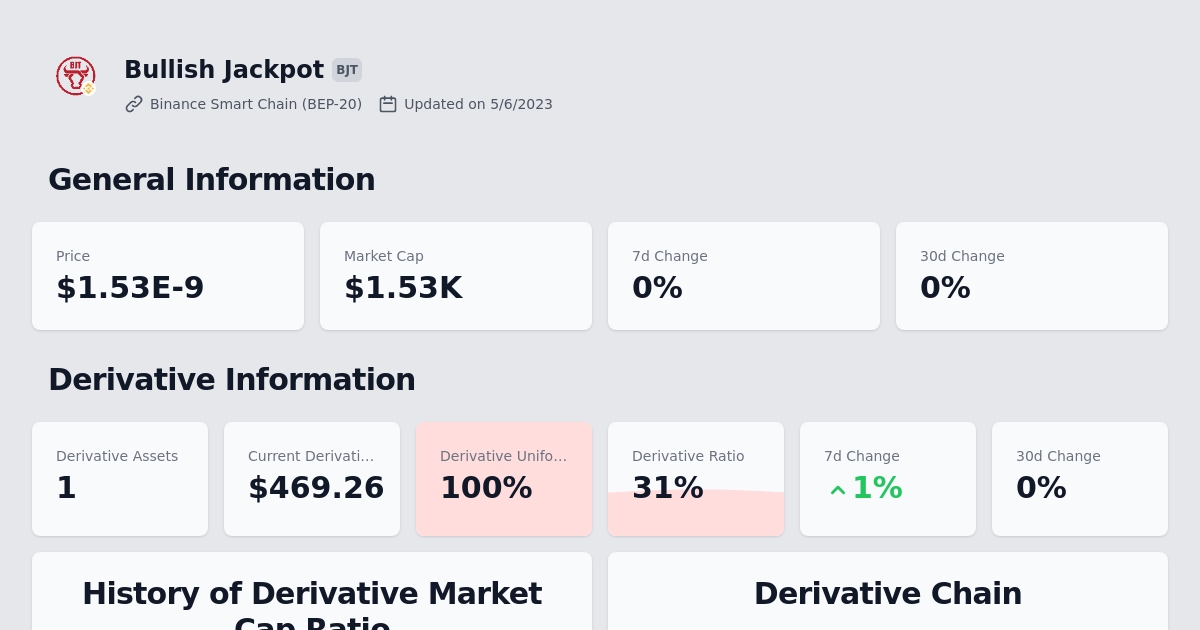 BJT
Bullish Jackpot BJT
Binance Smart Chain (BEP-20) Updated on 5/6/2023
General Information
Price Market Cap 7d Change 30d Change
$1.53E-9 $1.53K 0% 0%
Derivative Information
Derivative Assets Current Derivati... Derivative Unifo... Derivative Ratio 7d Change 30d Change
1 $469.26 100% 31% 1% 0%
History of Derivative Market Derivative Chain
Cap Ratio